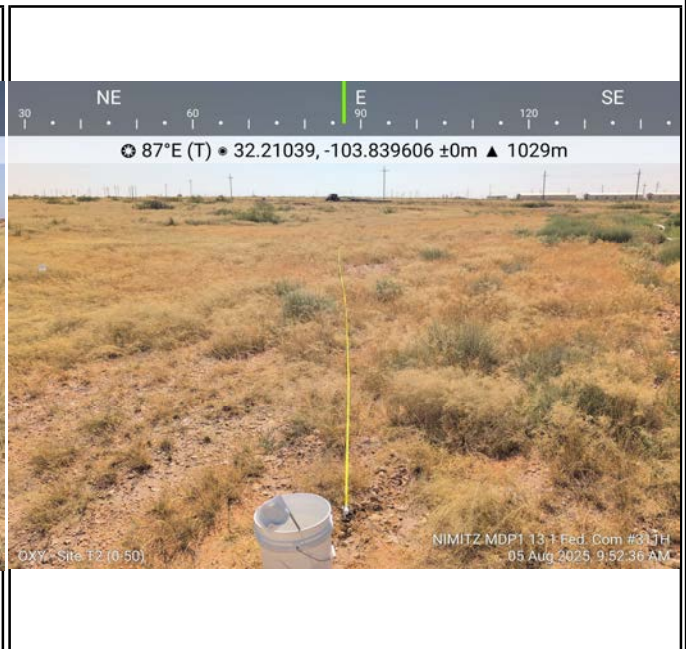 NE E SE
30 60 90 120
87°E (T) 32.21039, -103.839606 ±0m ▲ 1029m
OXY - Site T2 (0-50)
NIMITZ MDP1 13 1 Fed. Com #311H
05 Aug 2025, 9:52:36 AM